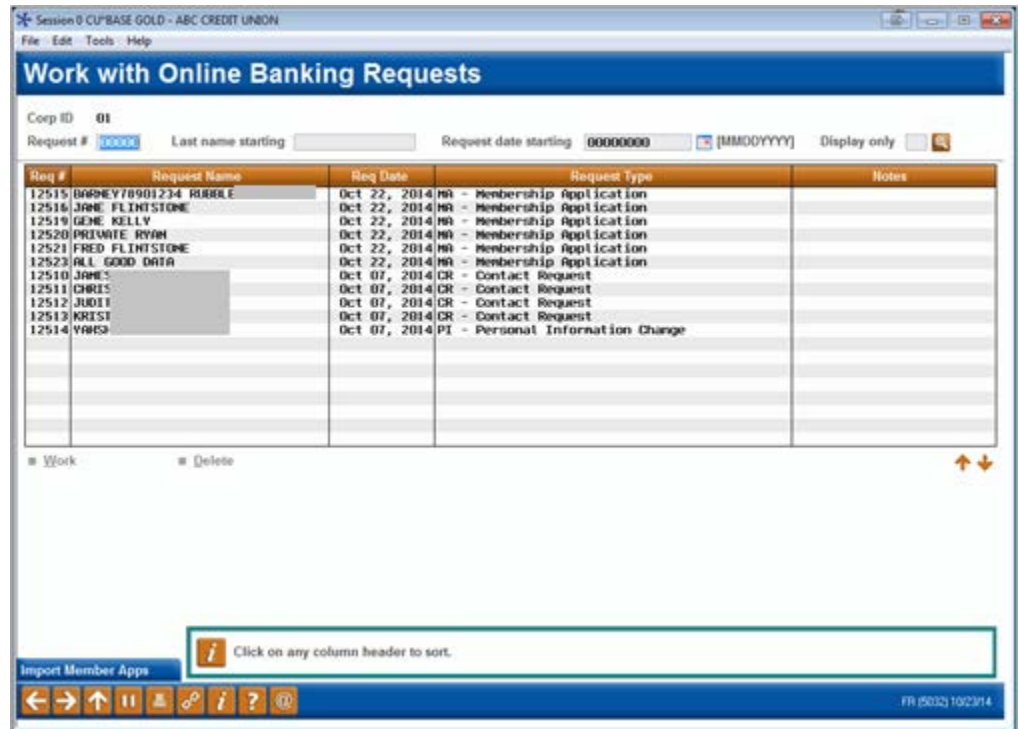 Session 0 CU*BASE GOLD - ABC CREDIT UNION
File Edit Tools Help
Work with Online Banking Requests
Corp ID 01
Request # 00000 Last name starting Request date starting 00000000 [MMDDYYYY] Display only
Req # Request Name Req Date Request Type Notes
12515 BARNEY78901234 RUBBLE Oct 22, 2014 MA - Membership Application
12516 JANE FLINTSTONE Oct 22, 2014 MA - Membership Application
12519 GENE KELLY Oct 22, 2014 MA - Membership Application
12520 PRIVATE RYAN Oct 22, 2014 MA - Membership Application
12521 FRED FLINTSTONE Oct 22, 2014 MA - Membership Application
12523 ALL GOOD DATA Oct 22, 2014 MA - Membership Application
12510 JAMES Oct 07, 2014 CR - Contact Request
12511 CHRIS Oct 07, 2014 CR - Contact Request
12512 JUDIT Oct 07, 2014 CR - Contact Request
12513 KRIST Oct 07, 2014 CR - Contact Request
12514 Oct 07, 2014 PI - Personal Information Change
Work Delete
i Click on any column header to sort.
Import Member Apps
i ? @ FR (5032) 10/23/14